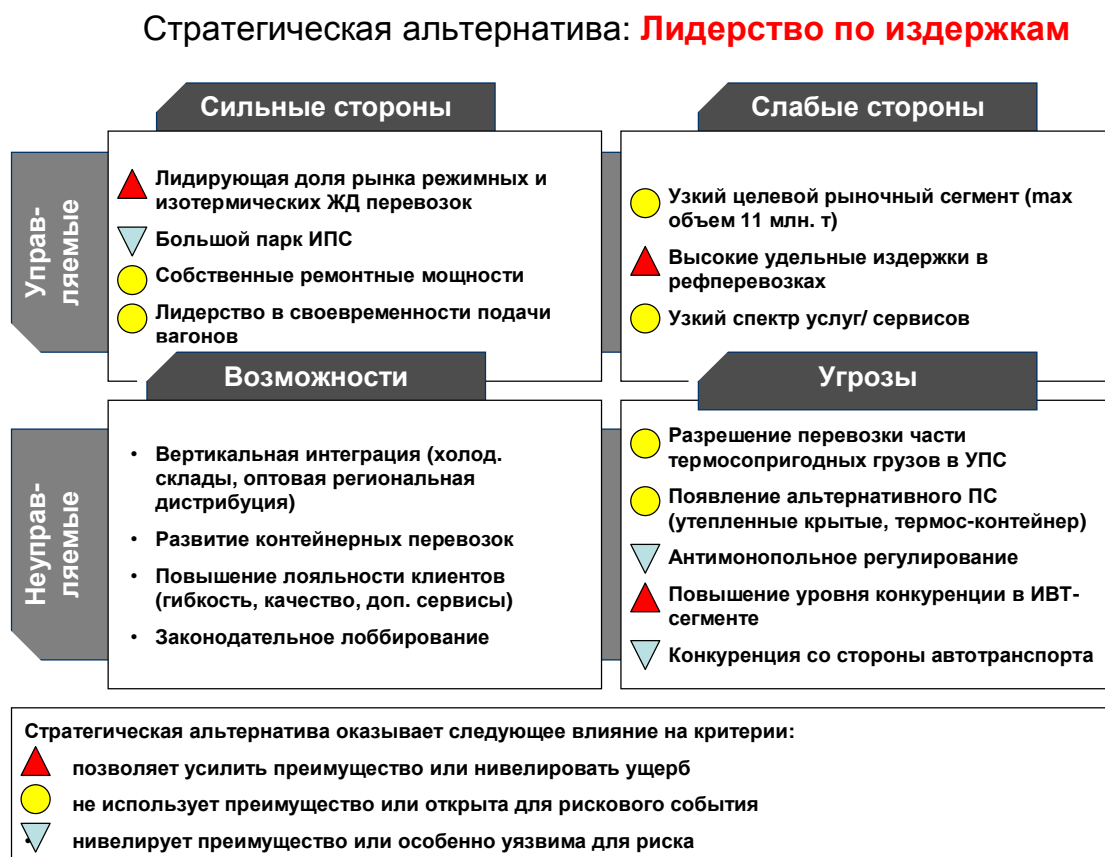 Стратегическая альтернатива: Лидерство по издержкам
Сильные стороны
Слабые стороны
Управ-
ляемые
Лидирующая доля рынка режимных и
изотермических ЖД перевозок
Большой парк ИПС
Собственные ремонтные мощности
Лидерство в своевременности подачи
вагонов
Узкий целевой рыночный сегмент (max
объем 11 млн. т)
Высокие удельные издержки в
рефперевозках
Узкий спектр услуг/ сервисов
Возможности
Угрозы
Неуправ-
ляемые
• Вертикальная интеграция (холод.
склады, оптовая региональная
дистрибуция)
• Развитие контейнерных перевозок
• Повышение лояльности клиентов
(гибкость, качество, доп. сервисы)
• Законодательное лоббирование
Разрешение перевозки части
термосопригодных грузов в УПС
Появление альтернативного ПС
(утепленные крытые, термос-контейнер)
Антимонопольное регулирование
Повышение уровня конкуренции в ИВТ-
сегменте
Конкуренция со стороны автотранспорта
Стратегическая альтернатива оказывает следующее влияние на критерии:
позволяет усилить преимущество или нивелировать ущерб
не использует преимущество или открыта для рискового события
• нивелирует преимущество или особенно уязвима для риска